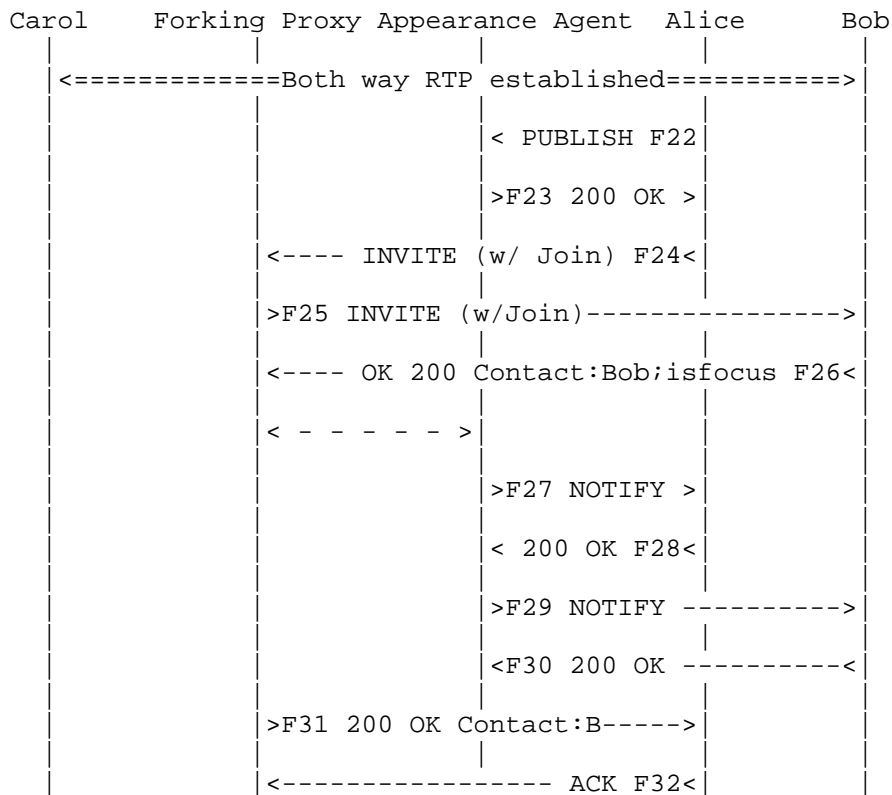 Carol Forking Proxy Appearance Agent Alice Bob
<=============Both way RTP established===========>
< PUBLISH F22
>F23 200 OK >
<---- INVITE (w/ Join) F24<
>F25 INVITE (w/Join)---------------->
<---- OK 200 Contact:Bob;isfocus F26<
< - - - - - >
>F27 NOTIFY >
< 200 OK F28<
>F29 NOTIFY ---------->
<F30 200 OK ----------<
>F31 200 OK Contact:B----->
<----------------- ACK F32<